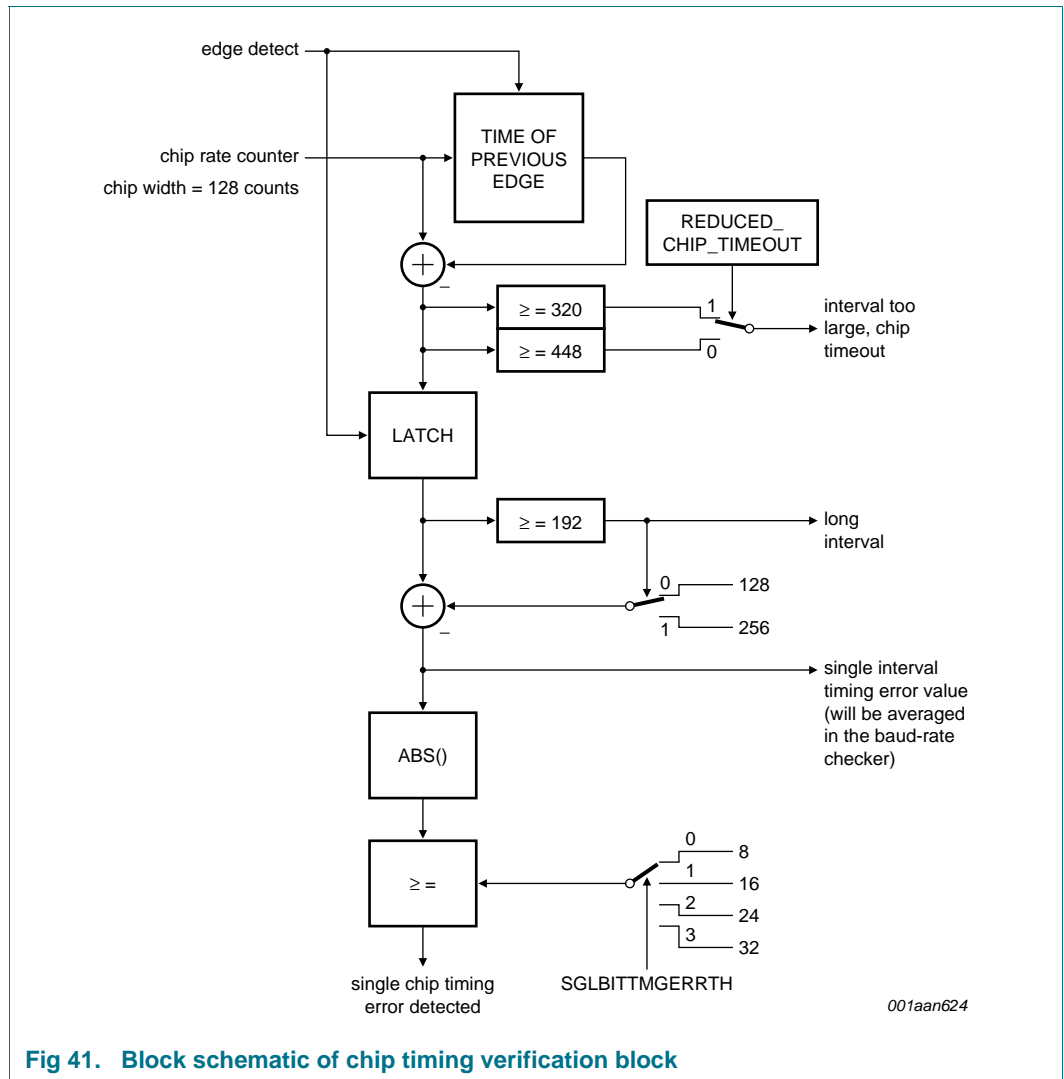 edge detect
TIME OF
PREVIOUS
EDGE
chip rate counter
chip width = 128 counts
REDUCED_
CHIP_TIMEOUT
+
−
≥ = 320
1
interval too
large, chip
timeout
≥ = 448
0
LATCH
≥ = 192
long
interval
+
−
0
128
1
256
single interval
timing error value
(will be averaged
in the baud-rate
checker)
ABS()
≥ =
0
8
1
16
2
24
3
32
single chip timing
error detected
SGLBITTMGERRTH
001aan624
Fig 41. Block schematic of chip timing verification block